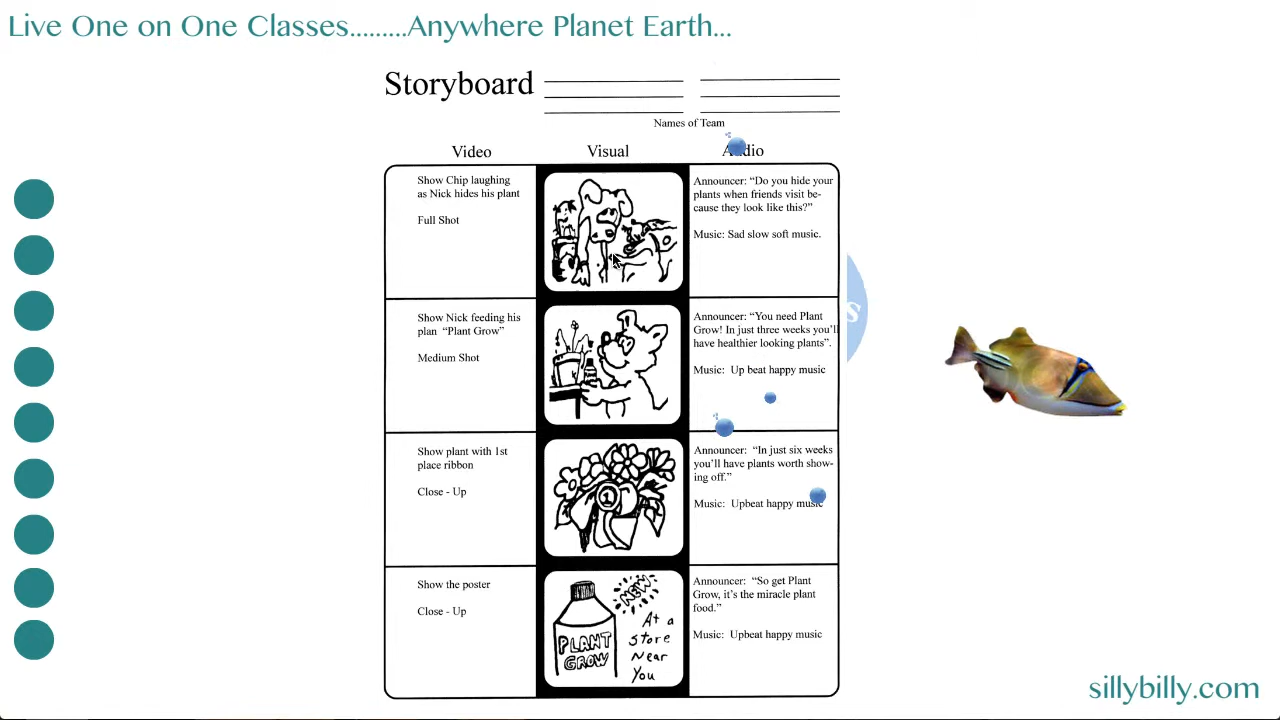 Live One on One Classes.........Anywhere Planet Earth...
Storyboard
Names of Team
Video
Visual
Audio
Show Chip laughing
as Nick hides his plant
Full Shot
Announcer: “Do you hide your
plants when friends visit be-
cause they look like this?”
Music: Sad slow soft music.
Show Nick feeding his
plan “Plant Grow”
Medium Shot
Announcer: “You need Plant
Grow! In just three weeks you'll
have healthier looking plants”.
Music: Up beat happy music
Show plant with 1st
place ribbon
Close - Up
1
Announcer: “In just six weeks
you'll have plants worth show-
ing off.”
Music: Upbeat happy music
Show the poster
Close - Up
NEW
PLANT
GROW
At a
Store
Near
You
Announcer: “So get Plant
Grow, it's the miracle plant
food.”
Music: Upbeat happy music
sillybilly.com